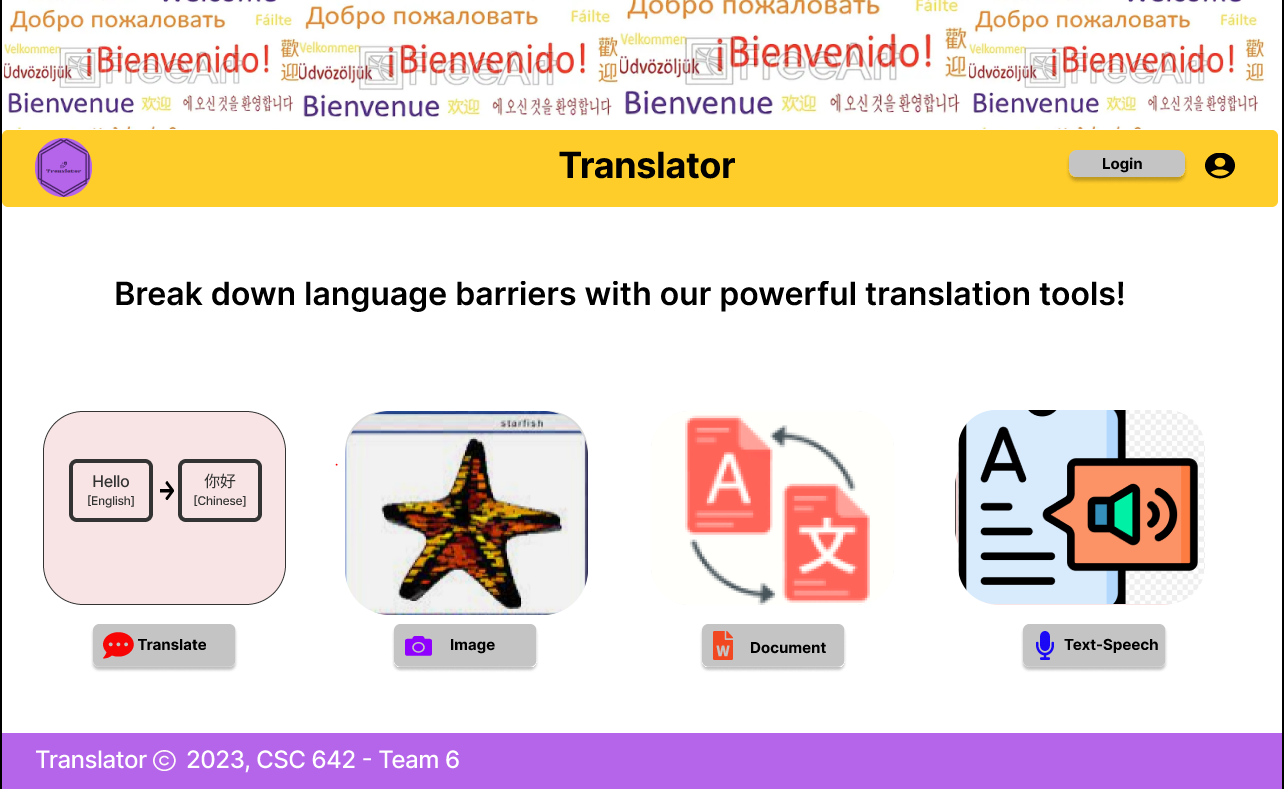 Welcome
Добро пожаловать Fáilte Добро пожаловать Fáilte Добро пожаловать Fáilte Добро пожаловать Fáilte
Velkommen ¡Bienvenido! 歡迎 Velkommen ¡Bienvenido! 歡迎 Velkommen ¡Bienvenido! 歡迎 Velkommen ¡Bienvenido! 歡迎
Üdvözöljük Üdvözöljük Üdvözöljük Üdvözöljük
Bienvenue 欢迎 에 오신 것을 환영합니다 Bienvenue 欢迎 에 오신 것을 환영합니다 Bienvenue 欢迎 에 오신 것을 환영합니다 Bienvenue 欢迎 에 오신 것을 환영합니다
Translator
Translator
Login
Break down language barriers with our powerful translation tools!
Hello
[English]
你好
[Chinese]
starfish
A
文
A
Translate
Image
W
Document
Text-Speech
Translator © 2023, CSC 642 - Team 6